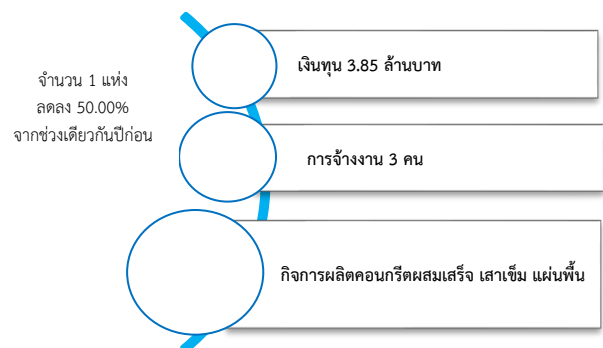 จำนวน 1 แห่ง
ลดลง 50.00%
จากช่วงเดียวกันปีก่อน
เงินทุน 3.85 ล้านบาท
การจ้างงาน 3 คน
กิจการผลิตคอนกรีตผสมเสร็จ เสาเข็ม แผ่นพื้น